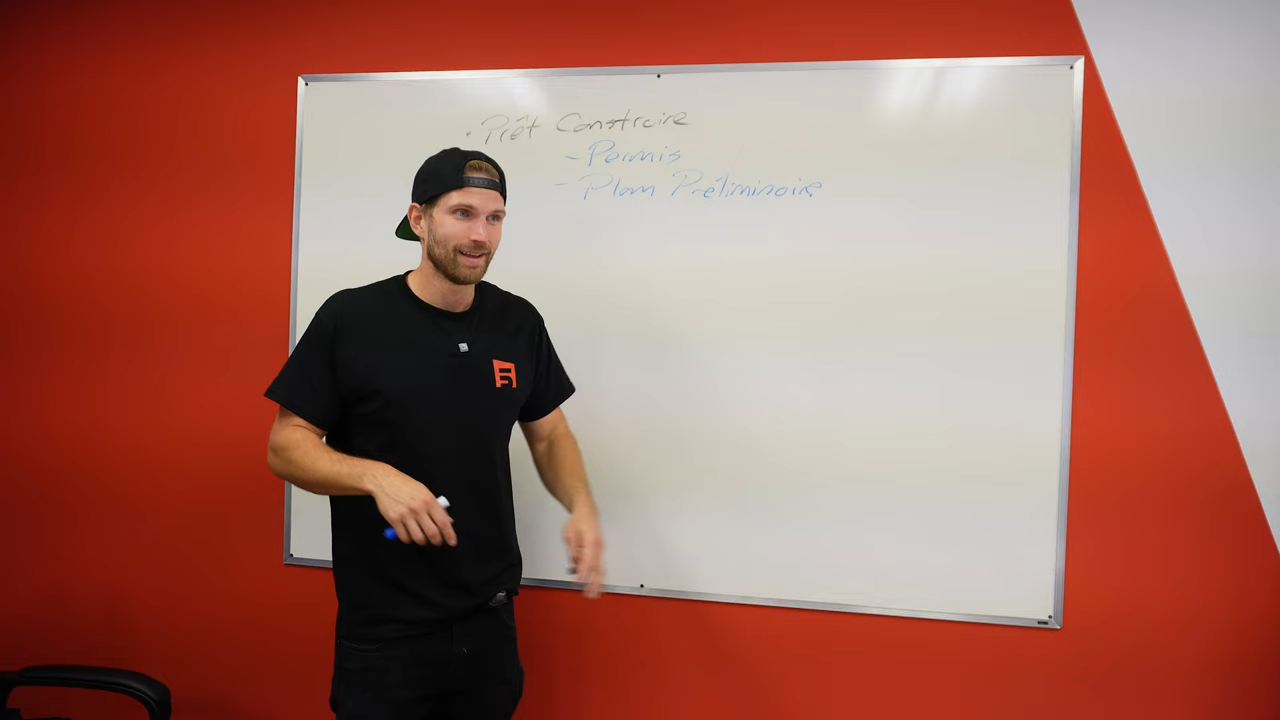 · Prêt Construire
- Permis
- Plan Préliminaire